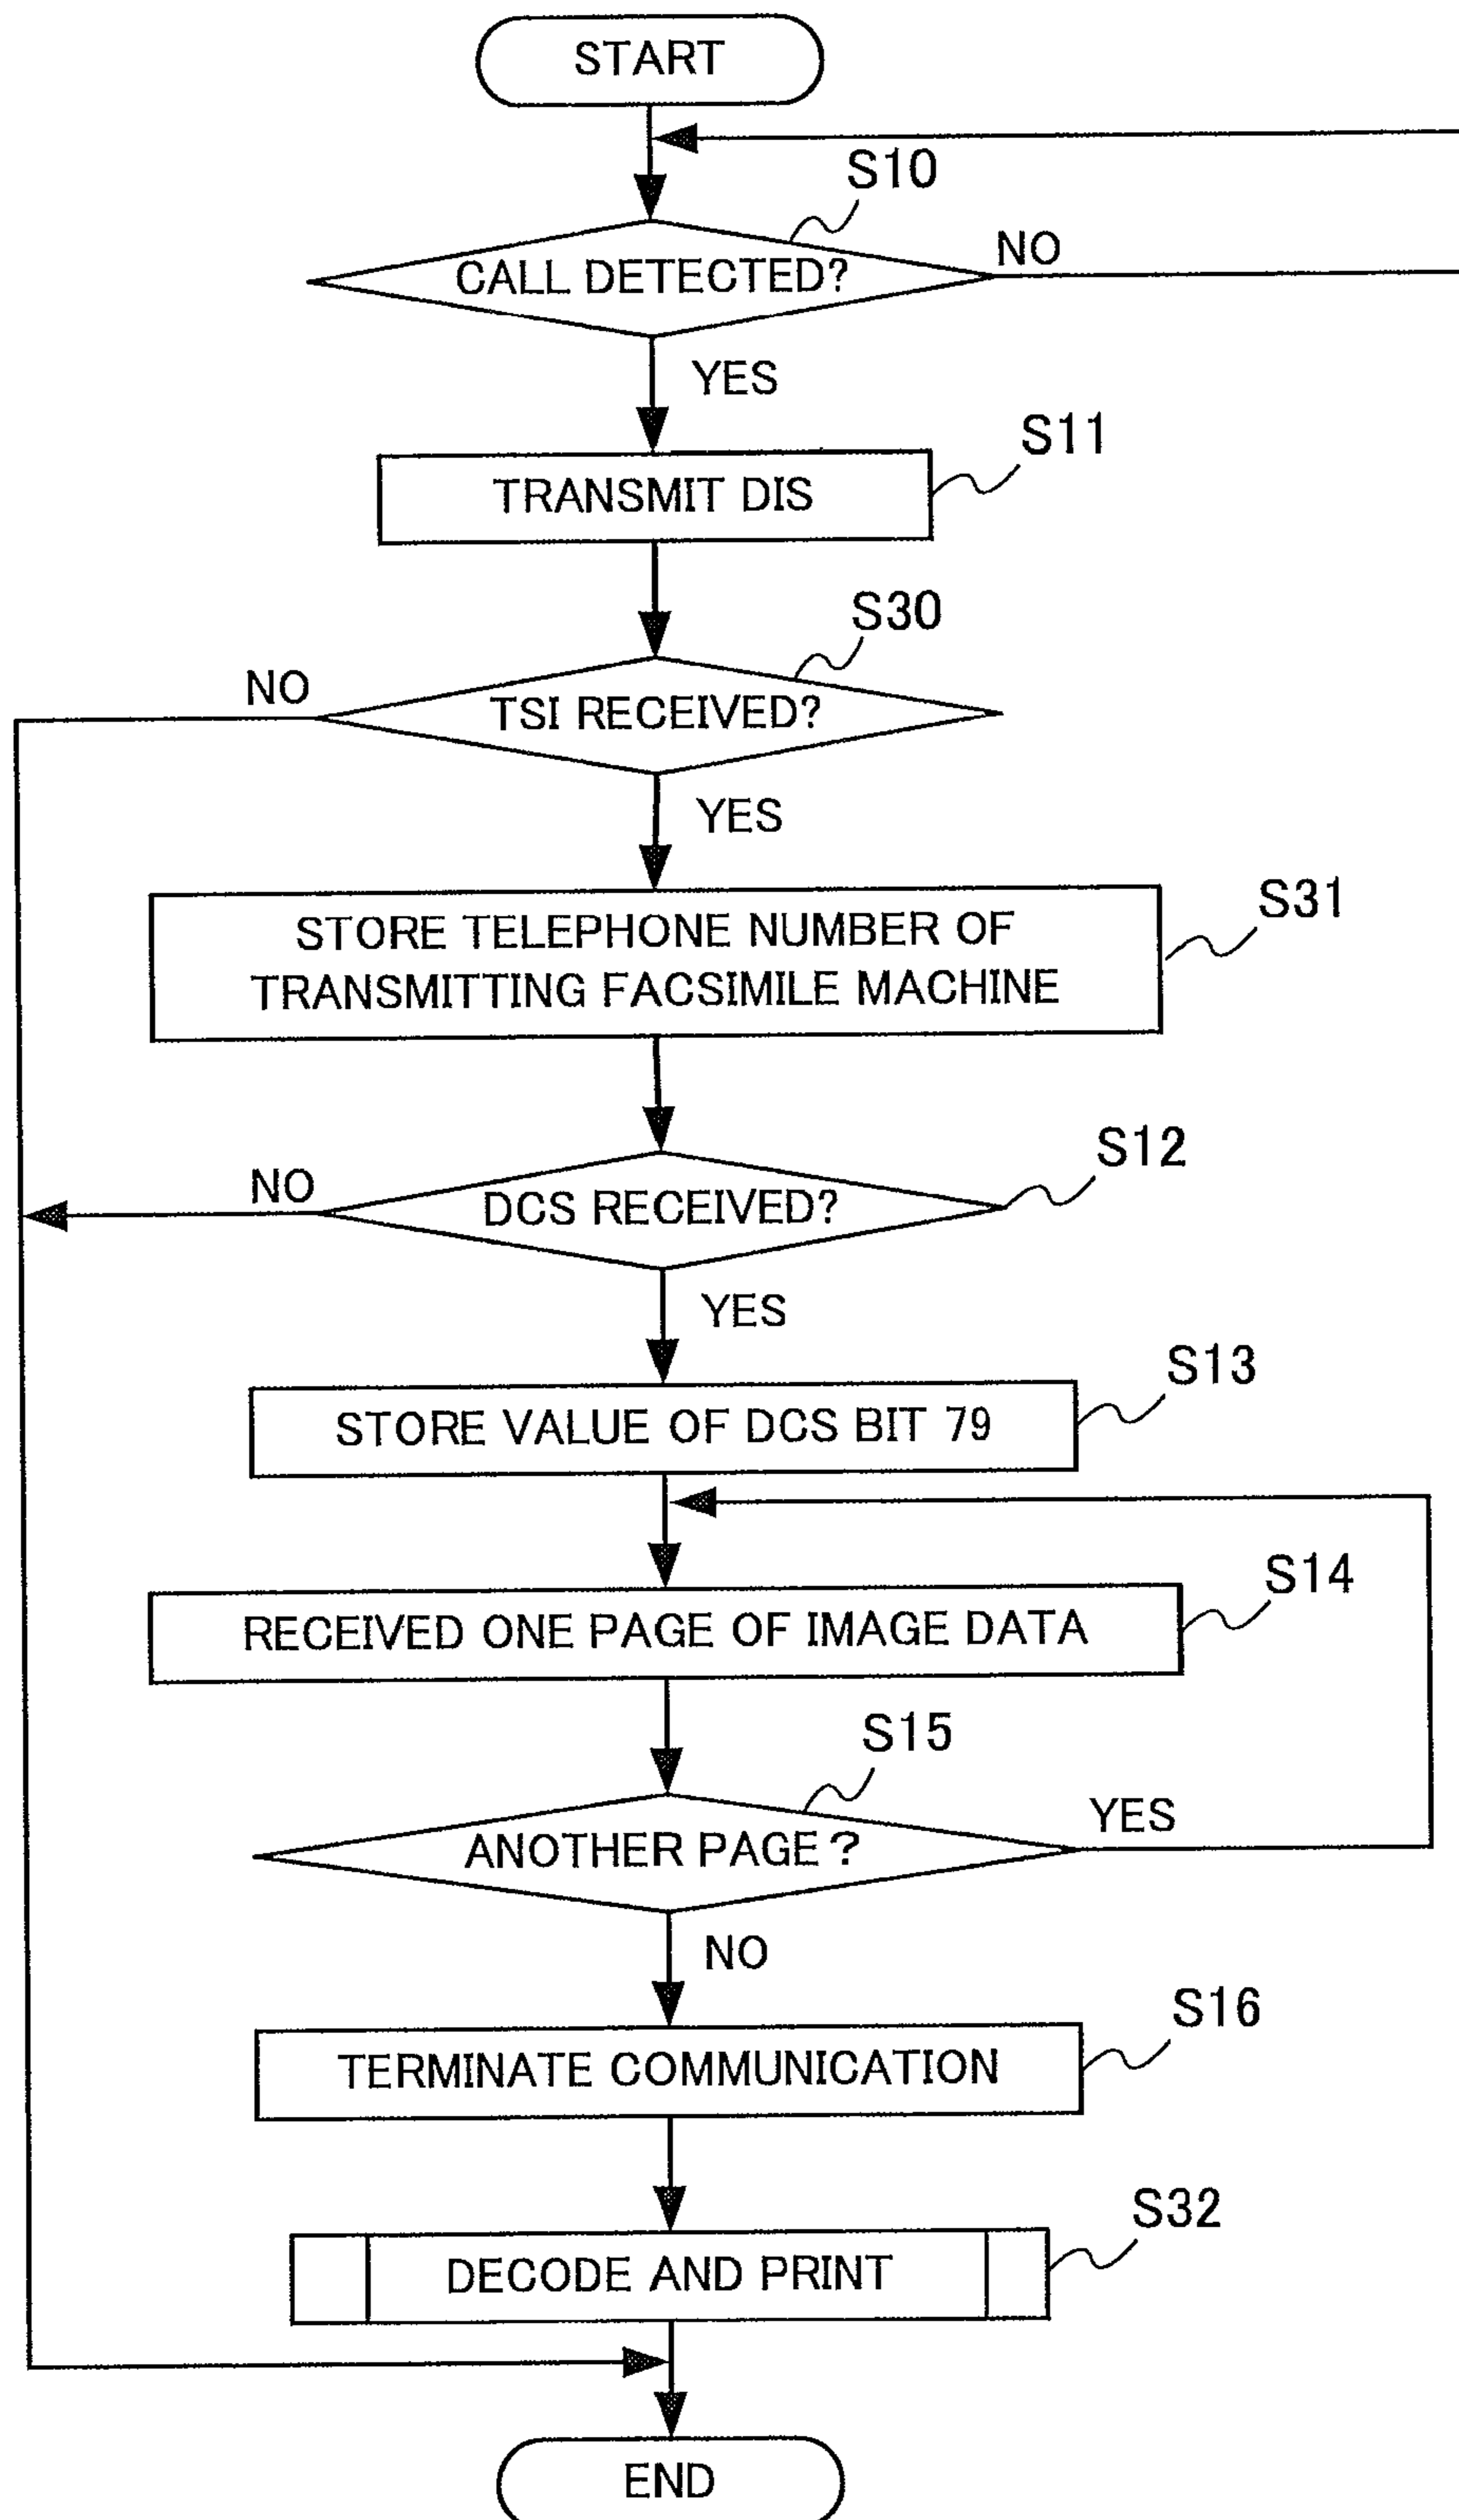 START
S10
CALL DETECTED?
NO
YES
S11
TRANSMIT DIS
S30
NO
TSI RECEIVED?
YES
S31
STORE TELEPHONE NUMBER OF
TRANSMITTING FACSIMILE MACHINE
S12
NO
DCS RECEIVED?
YES
S13
STORE VALUE OF DCS BIT 79
S14
RECEIVED ONE PAGE OF IMAGE DATA
S15
YES
ANOTHER PAGE ?
NO
S16
TERMINATE COMMUNICATION
S32
DECODE AND PRINT
END